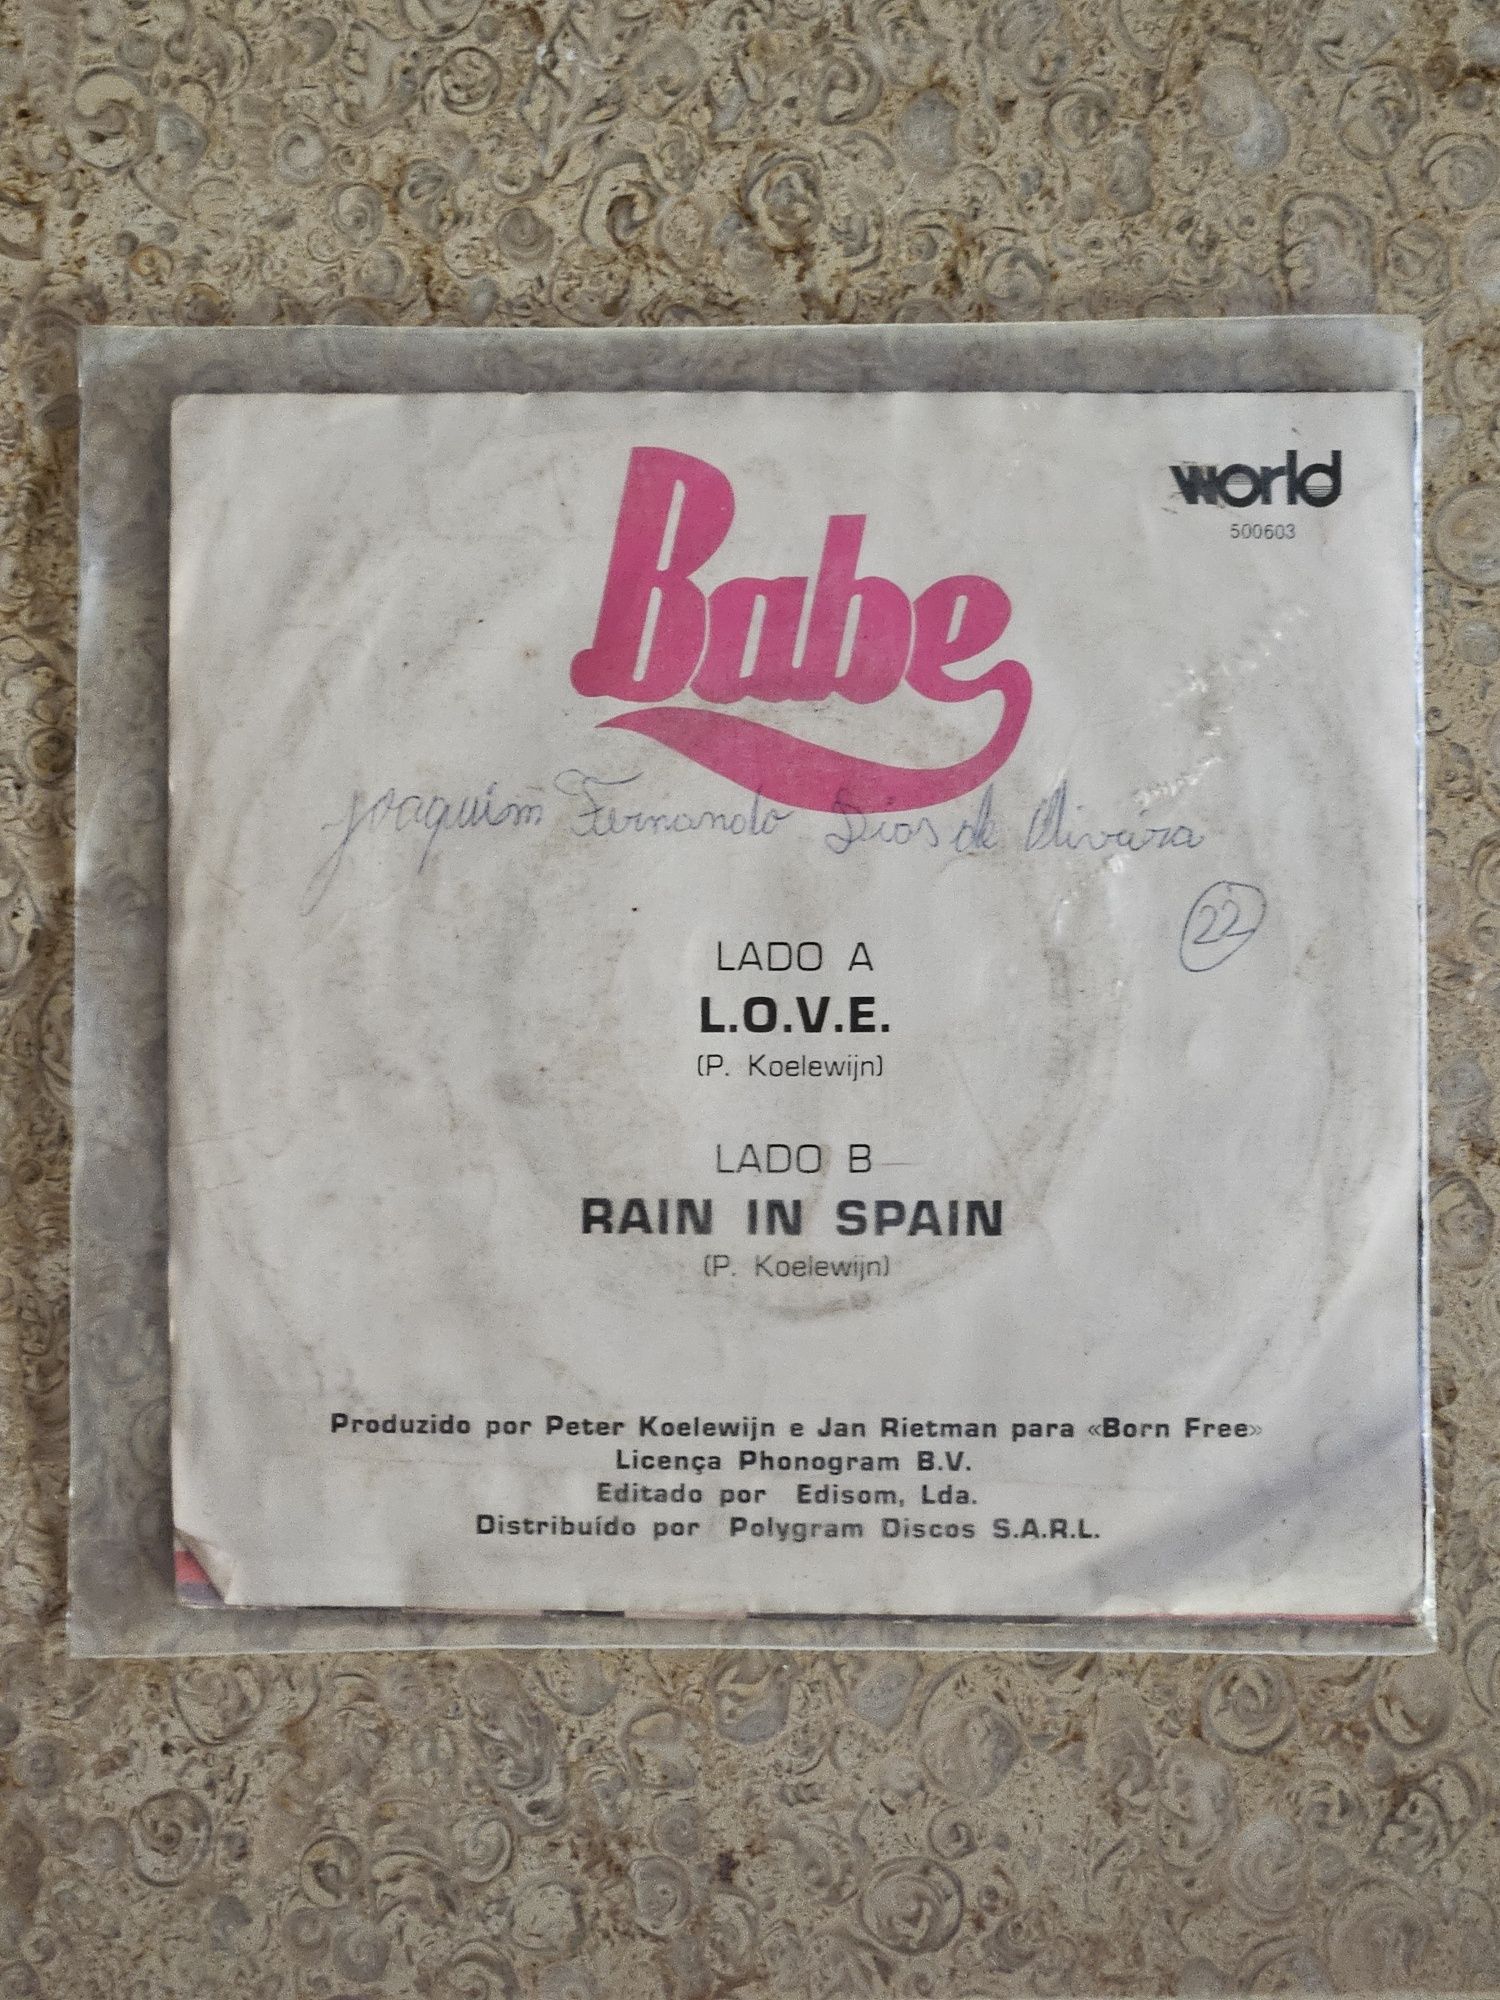 Babe
world
500603
Joaquim Fernando Dias de Oliveira
22
LADO A
L.O.V.E.
(P. Koelewijn)
LADO B
RAIN IN SPAIN
(P. Koelewijn)
Produzido por Peter Koelewijn e Jan Rietman para «Born Free»
Licença Phonogram B.V.
Editado por Edisom, Lda.
Distribuído por Polygram Discos S.A.R.L.